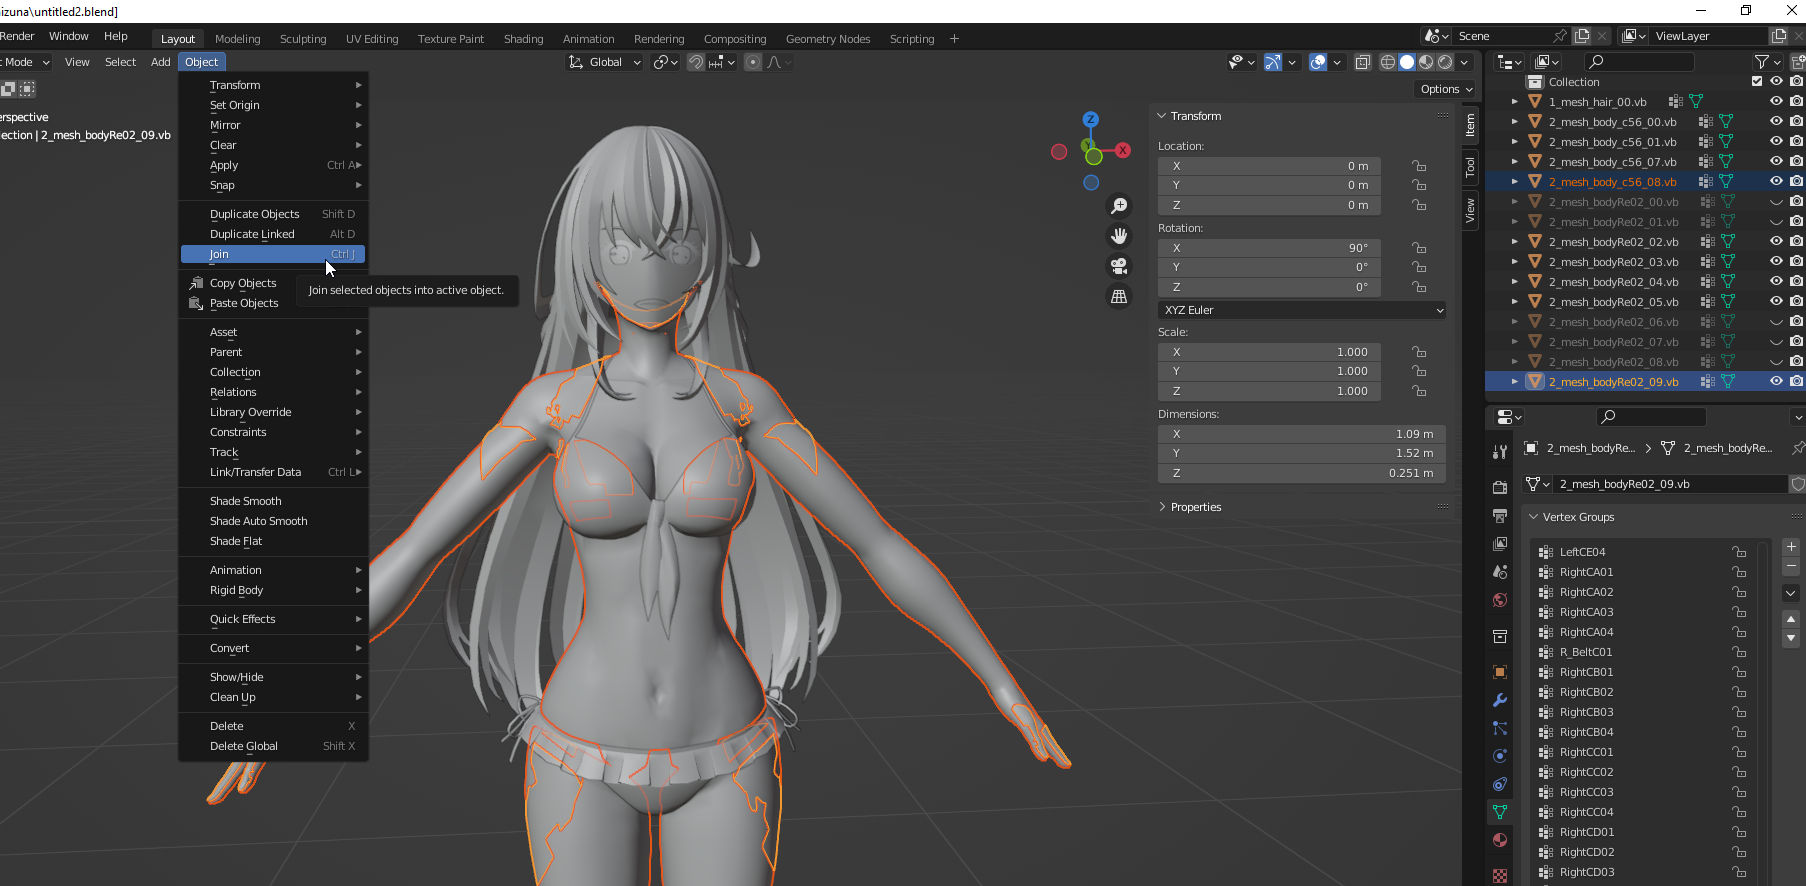 izuna\untitled2.blend]
Render Window Help
Layout Modeling Sculpting UV Editing Texture Paint Shading Animation Rendering Compositing Geometry Nodes Scripting +
Scene
ViewLayer
t Mode View Select Add Object
Global
Options
erspective
lection | 2_mesh_bodyRe02_09.vb
Transform
Set Origin
Mirror
Clear
Apply Ctrl A
Snap
Duplicate Objects Shift D
Duplicate Linked Alt D
Join Ctrl J
Copy Objects
Paste Objects
Join selected objects into active object.
Asset
Parent
Collection
Relations
Library Override
Constraints
Track
Link/Transfer Data Ctrl L
Shade Smooth
Shade Auto Smooth
Shade Flat
Animation
Rigid Body
Quick Effects
Convert
Show/Hide
Clean Up
Delete X
Delete Global Shift X
Z
Y
X
Transform
Location:
X 0 m
Y 0 m
Z 0 m
Rotation:
X 90°
Y 0°
Z 0°
XYZ Euler
Scale:
X 1.000
Y 1.000
Z 1.000
Dimensions:
X 1.09 m
Y 1.52 m
Z 0.251 m
Properties
Item
Tool
View
Collection
1_mesh_hair_00.vb
2_mesh_body_c56_00.vb
2_mesh_body_c56_01.vb
2_mesh_body_c56_07.vb
2_mesh_body_c56_08.vb
2_mesh_bodyRe02_00.vb
2_mesh_bodyRe02_01.vb
2_mesh_bodyRe02_02.vb
2_mesh_bodyRe02_03.vb
2_mesh_bodyRe02_04.vb
2_mesh_bodyRe02_05.vb
2_mesh_bodyRe02_06.vb
2_mesh_bodyRe02_07.vb
2_mesh_bodyRe02_08.vb
2_mesh_bodyRe02_09.vb
2_mesh_bodyRe... 2_mesh_bodyRe...
2_mesh_bodyRe02_09.vb
Vertex Groups
LeftCE04
RightCA01
RightCA02
RightCA03
RightCA04
R_BeltC01
RightCB01
RightCB02
RightCB03
RightCB04
RightCC01
RightCC02
RightCC03
RightCC04
RightCD01
RightCD02
RightCD03